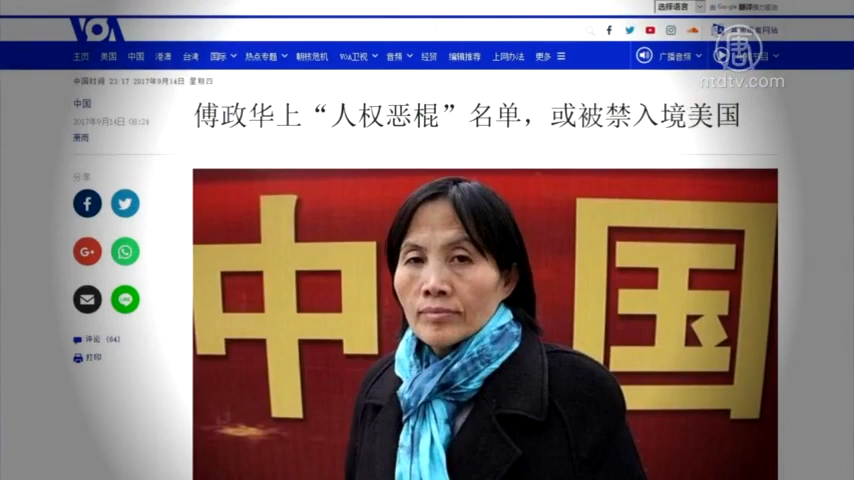 VOA
选择语言
主页 美国 中国 港澳 台湾 国际 热点专题 朝核危机 VOA卫视 音频 经贸 编辑推荐 上网办法 更多
广播音频
ntdtv.com
中国时间 23:17 2017年9月14日 星期四
中国
2017年9月14日 08:24
萧雨
傅政华上“人权恶棍”名单，或被禁入境美国
分享
评论 (64)
打印
中国